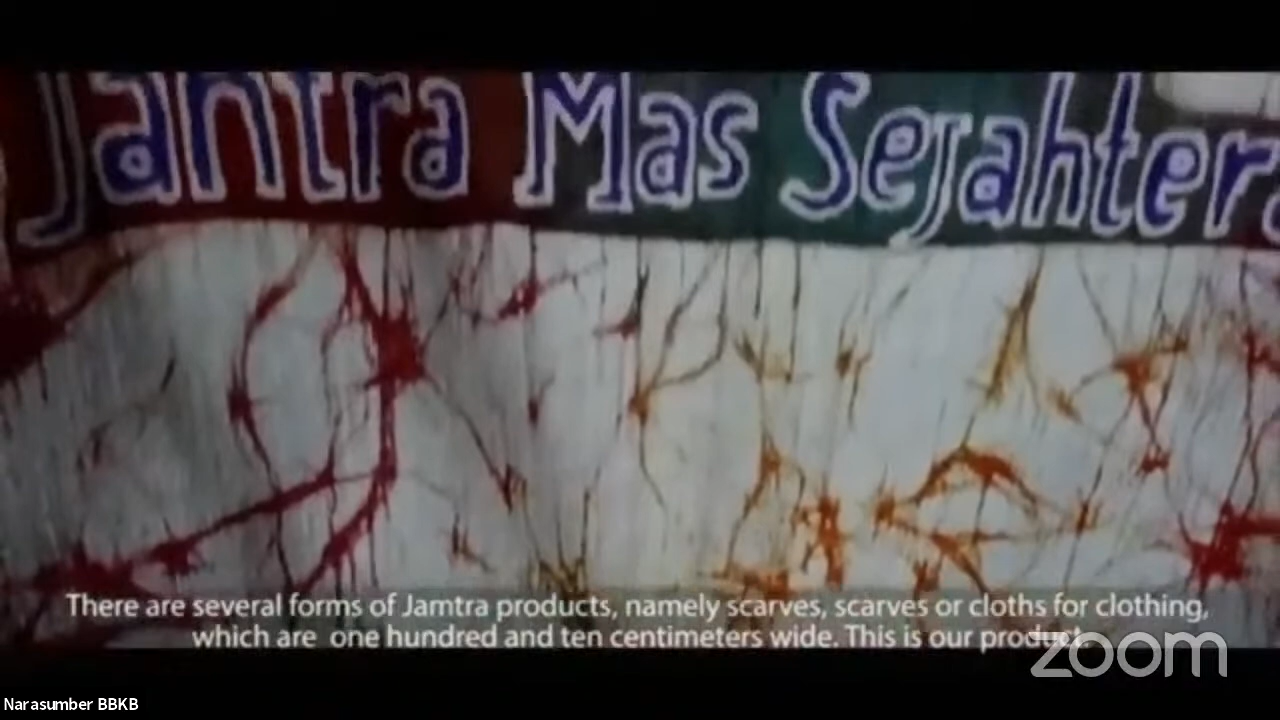 Jantra Mas Sejahtera
There are several forms of Jamtra products, namely scarves, scarves or cloths for clothing,
which are one hundred and ten centimeters wide. This is our product.
zoom
Narasumber BBKB